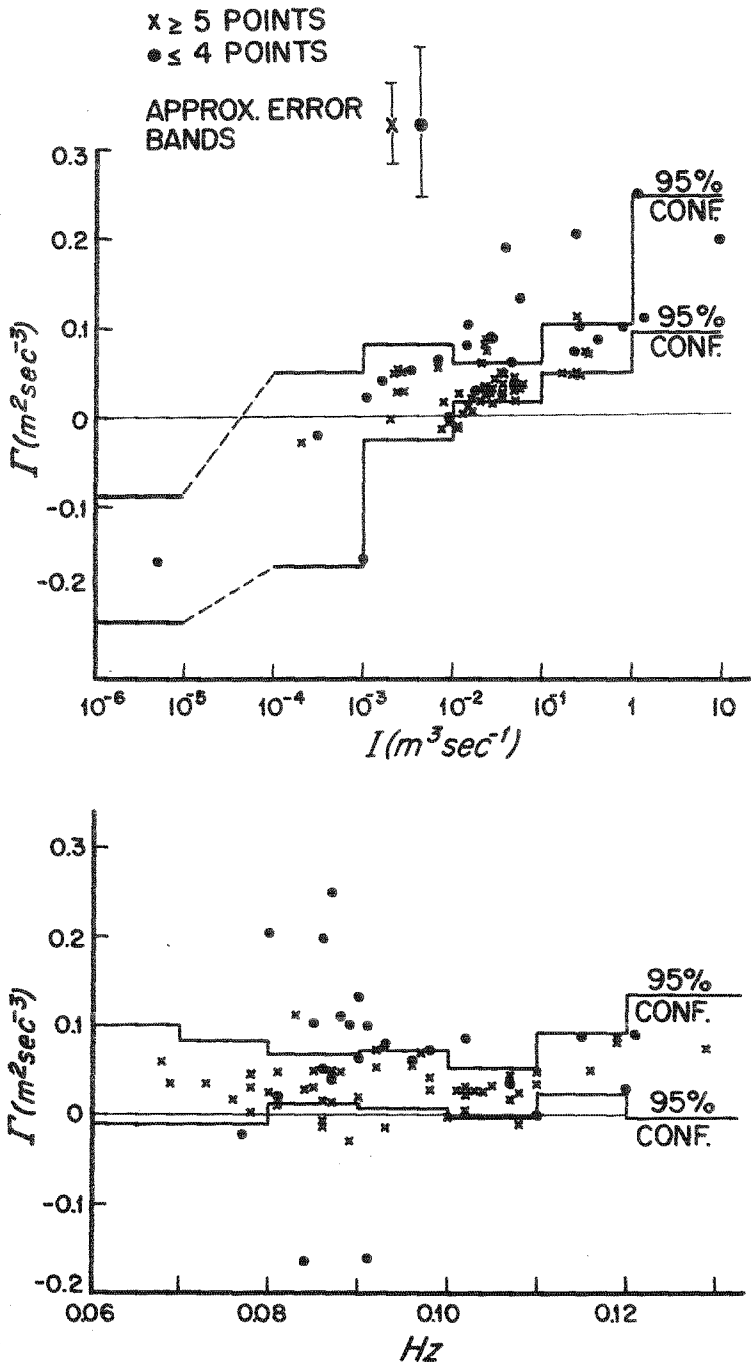 x ≥ 5 POINTS
● ≤ 4 POINTS
APPROX. ERROR
BANDS
0.3
0.2
0.1
0
-0.1
-0.2
Γ (m²sec⁻³)
95%
CONF.
95%
CONF.
10⁻⁶ 10⁻⁵ 10⁻⁴ 10⁻³ 10⁻² 10¹ 1 10
I (m³sec⁻¹)
0.3
0.2
0.1
0
-0.1
-0.2
Γ (m²sec⁻³)
95%
CONF.
95%
CONF.
0.06 0.08 0.10 0.12
Hz